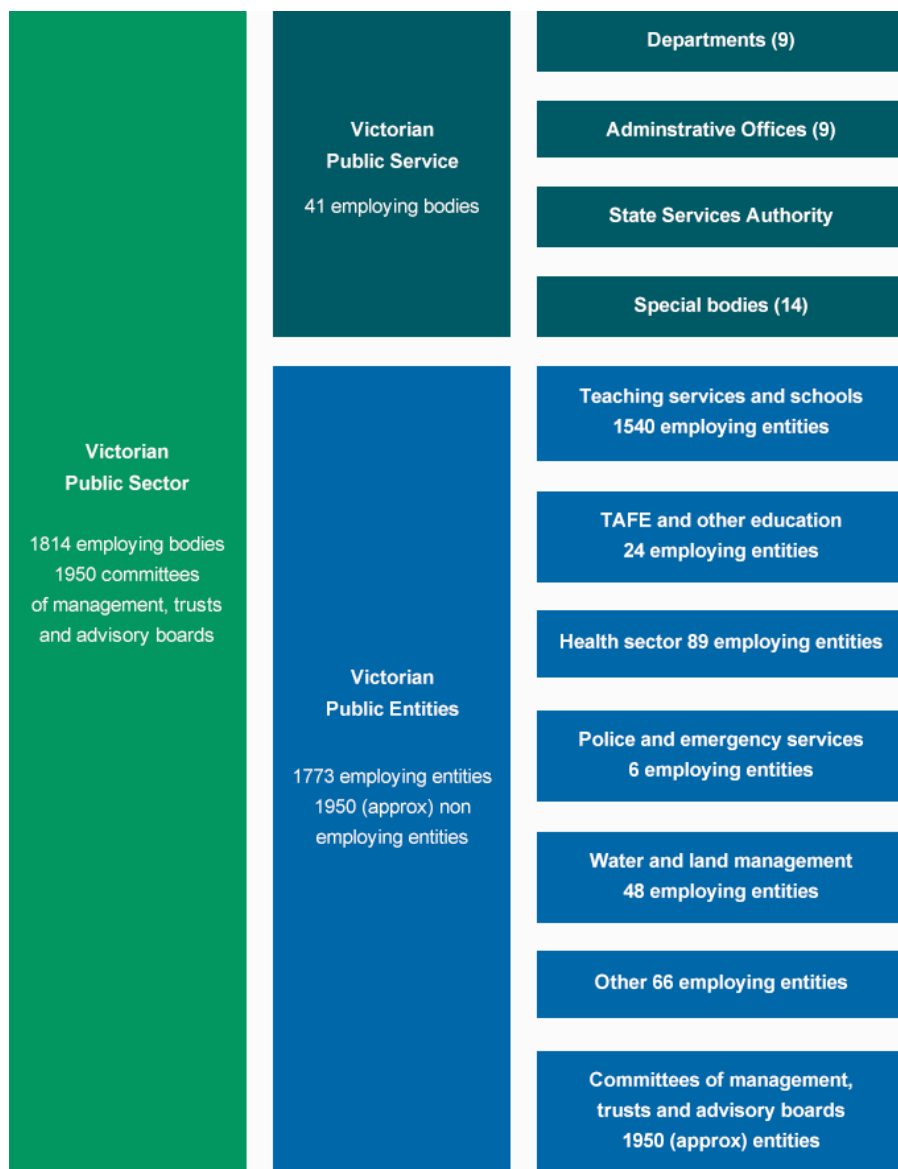 Victorian
Public Sector
1814 employing bodies
1950 committees
of management, trusts
and advisory boards
Victorian
Public Service
41 employing bodies
Departments (9)
Adminstrative Offices (9)
State Services Authority
Special bodies (14)
Victorian
Public Entities
1773 employing entities
1950 (approx) non
employing entities
Teaching services and schools
1540 employing entities
TAFE and other education
24 employing entities
Health sector 89 employing entities
Police and emergency services
6 employing entities
Water and land management
48 employing entities
Other 66 employing entities
Committees of management,
trusts and advisory boards
1950 (approx) entities